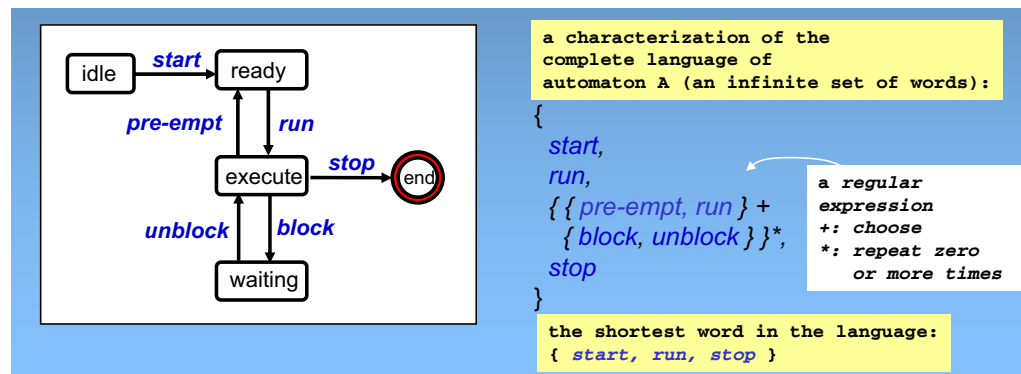 idle
start
ready
pre-empt
run
execute
stop
end
unblock
block
waiting
a characterization of the
complete language of
automaton A (an infinite set of words):
{
start,
run,
{ { pre-empt, run } +
{ block, unblock } }*,
stop
}
a regular
expression
+: choose
*: repeat zero
or more times
the shortest word in the language:
{ start, run, stop }